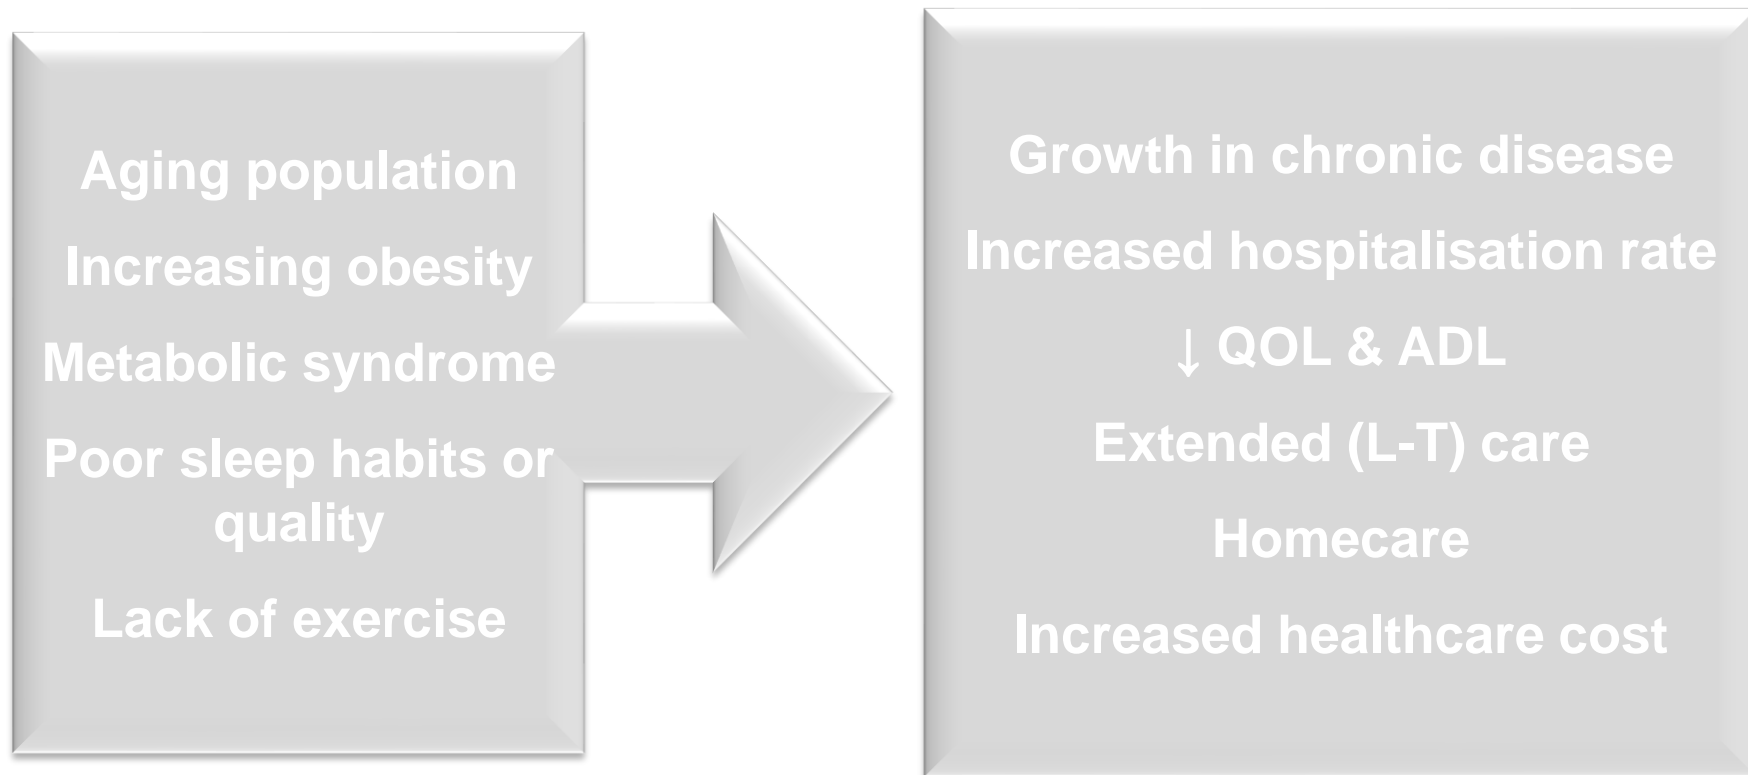 Aging population
Increasing obesity
Metabolic syndrome
Poor sleep habits or
quality
Lack of exercise
Growth in chronic disease
Increased hospitalisation rate
↓ QOL & ADL
Extended (L-T) care
Homecare
Increased healthcare cost